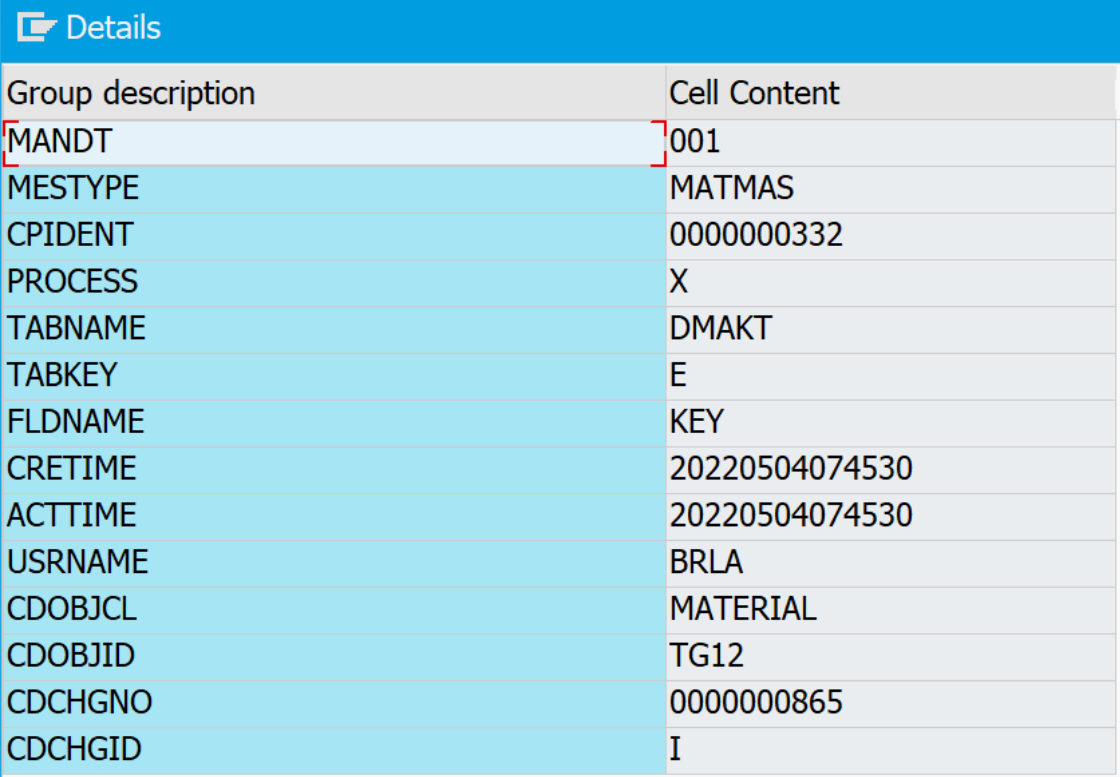 Details
Group description Cell Content
MANDT 001
MESTYPE MATMAS
CPIDENT 0000000332
PROCESS X
TABNAME DMAKT
TABKEY E
FLDNAME KEY
CRETIME 20220504074530
ACTTIME 20220504074530
USRNAME BRLA
CDOBJCL MATERIAL
CDOBJID TG12
CDCHGNO 0000000865
CDCHGID I